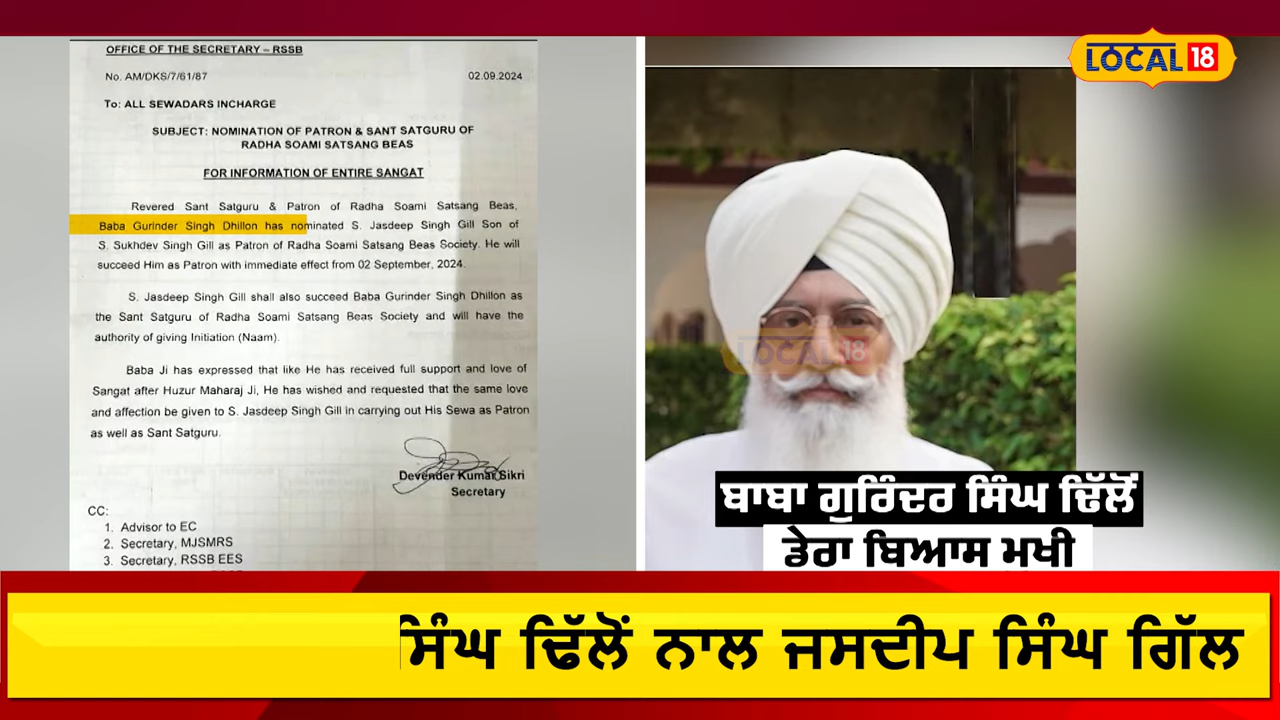 OFFICE OF THE SECRETARY – RSSB
No. AM/DKS/7/61/87 02.09.2024
To: ALL SEWADARS INCHARGE
SUBJECT: NOMINATION OF PATRON & SANT SATGURU OF
RADHA SOAMI SATSANG BEAS
FOR INFORMATION OF ENTIRE SANGAT
Revered Sant Satguru & Patron of Radha Soami Satsang Beas,
Baba Gurinder Singh Dhillon has nominated S. Jasdeep Singh Gill Son of
S. Sukhdev Singh Gill as Patron of Radha Soami Satsang Beas Society. He will
succeed Him as Patron with immediate effect from 02 September, 2024.
S. Jasdeep Singh Gill shall also succeed Baba Gurinder Singh Dhillon as
the Sant Satguru of Radha Soami Satsang Beas Society and will have the
authority of giving Initiation (Naam).
Baba Ji has expressed that like He has received full support and love of
Sangat after Huzur Maharaj Ji, He has wished and requested that the same love
and affection be given to S. Jasdeep Singh Gill in carrying out His Sewa as Patron
as well as Sant Satguru.
Devender Kumar Sikri
Secretary
CC:
1. Advisor to EC
2. Secretary, MJSMRS
3. Secretary, RSSB EES
LOCAL 18
LOCAL 18
ਬਾਬਾ ਗੁਰਿੰਦਰ ਸਿੰਘ ਢਿੱਲੋਂ
ਡੇਰਾ ਬਿਆਸ ਮੁਖੀ
ਸਿੰਘ ਢਿੱਲੋਂ ਨਾਲ ਜਸਦੀਪ ਸਿੰਘ ਗਿੱਲ